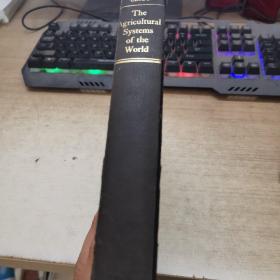 The
Agricultural
Systems
of the
World